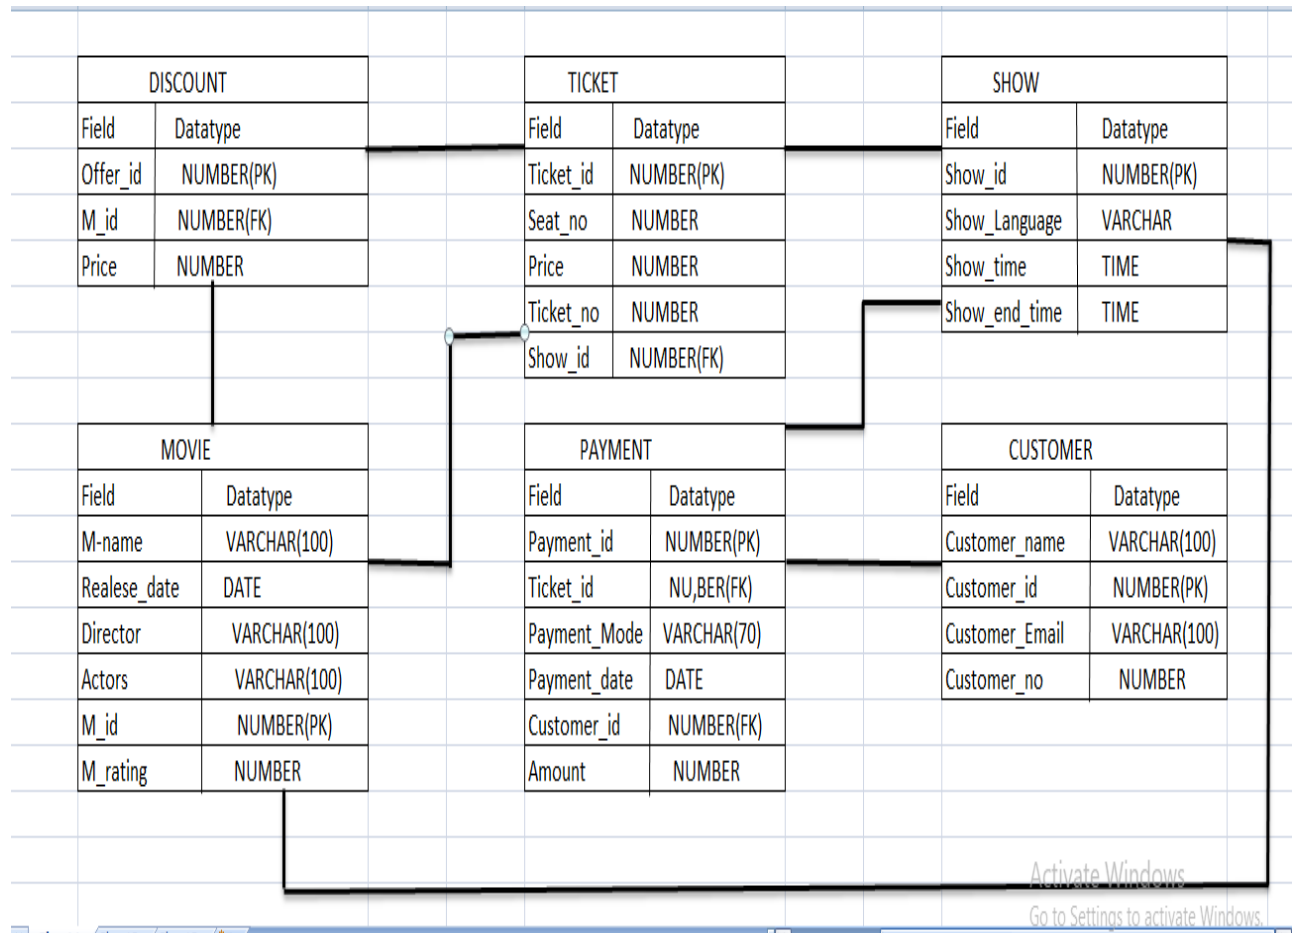 DISCOUNT
Field Datatype
Offer_id NUMBER(PK)
M_id NUMBER(FK)
Price NUMBER
TICKET
Field Datatype
Ticket_id NUMBER(PK)
Seat_no NUMBER
Price NUMBER
Ticket_no NUMBER
Show_id NUMBER(FK)
SHOW
Field Datatype
Show_id NUMBER(PK)
Show_Language VARCHAR
Show_time TIME
Show_end_time TIME
MOVIE
Field Datatype
M-name VARCHAR(100)
Realese_date DATE
Director VARCHAR(100)
Actors VARCHAR(100)
M_id NUMBER(PK)
M_rating NUMBER
PAYMENT
Field Datatype
Payment_id NUMBER(PK)
Ticket_id NU,BER(FK)
Payment_Mode VARCHAR(70)
Payment_date DATE
Customer_id NUMBER(FK)
Amount NUMBER
CUSTOMER
Field Datatype
Customer_name VARCHAR(100)
Customer_id NUMBER(PK)
Customer_Email VARCHAR(100)
Customer_no NUMBER
Activate Windows
Go to Settings to activate Windows.